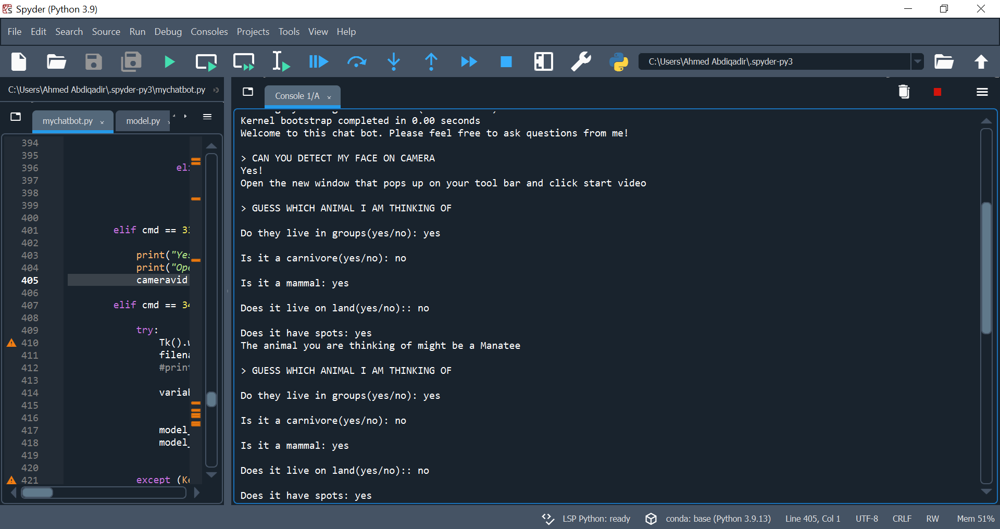 Spyder (Python 3.9)
File Edit Search Source Run Debug Consoles Projects Tools View Help
C:\Users\Ahmed Abdiqadir\.spyder-py3
C:\Users\Ahmed Abdiqadir\.spyder-py3\mychatbot.py
mychatbot.py
model.py
394
395
396 eli
397
398
399
400
401 elif cmd == 33
402
403 print("Yes
404 print("Ope
405 cameravid
406
407 elif cmd == 34
408
409 try:
410 Tk().w
411 filena
412 #print
413
414 variab
415
416
417 model_
418 model_
419
420
421 except (Ke
Console 1/A
Kernel bootstrap completed in 0.00 seconds
Welcome to this chat bot. Please feel free to ask questions from me!
> CAN YOU DETECT MY FACE ON CAMERA
Yes!
Open the new window that pops up on your tool bar and click start video
> GUESS WHICH ANIMAL I AM THINKING OF
Do they live in groups(yes/no): yes
Is it a carnivore(yes/no): no
Is it a mammal: yes
Does it live on land(yes/no):: no
Does it have spots: yes
The animal you are thinking of might be a Manatee
> GUESS WHICH ANIMAL I AM THINKING OF
Do they live in groups(yes/no): yes
Is it a carnivore(yes/no): no
Is it a mammal: yes
Does it live on land(yes/no):: no
Does it have spots: yes
LSP Python: ready conda: base (Python 3.9.13) Line 405, Col 1 UTF-8 CRLF RW Mem 51%